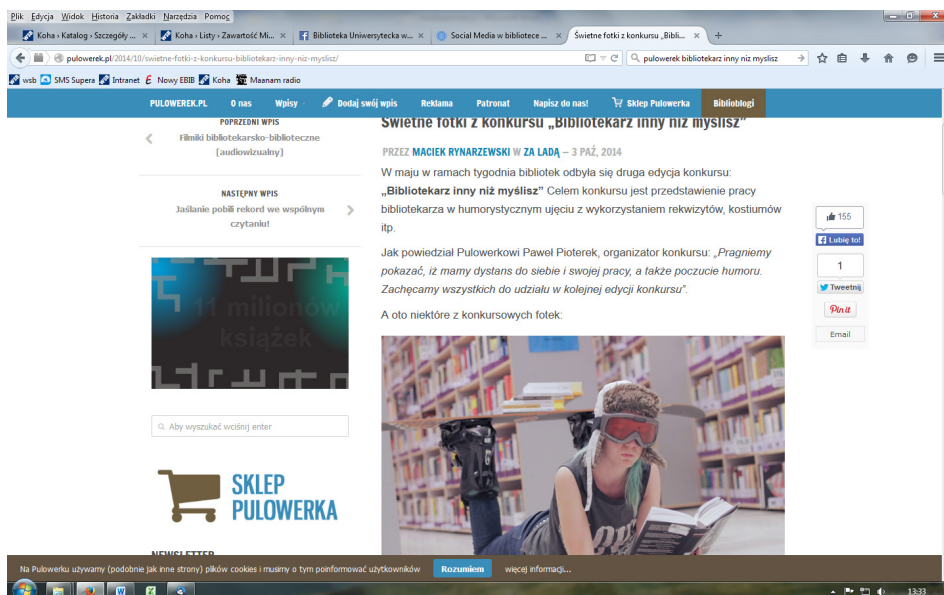 Plik Edycja Widok Historia Zakładki Narzędzia Pomoc
Koha › Katalog › Szczegóły ...
Koha › Listy › Zawartość Mi...
Biblioteka Uniwersytecka w...
Social Media w bibliotece ...
Świetne fotki z konkursu „Bibli...
pulowerek.pl/2014/10/swietne-fotki-z-konkursu-bibliotekarz-inny-niz-myslisz/
pulowerek bibliotekarz inny niz myslisz
wsb SMS Supera Intranet Nowy EBIB Koha Maanam radio
PULOWEREK.PL O nas Wpisy Dodaj swój wpis Reklama Patronat Napisz do nas! Sklep Pulowerka Biblioblogi
POPRZEDNI WPIS
Filmiki bibliotekarsko-biblioteczne
[audiowizualny]
NASTĘPNY WPIS
Jaślanie pobili rekord we wspólnym
czytaniu!
11 milionów
książek
Aby wyszukać wciśnij enter
SKLEP
PULOWERKA
NEWSLETTER
Świetne fotki z konkursu „Bibliotekarz inny niż myślisz”
PRZEZ MACIEK RYNARZEWSKI W ZA LADĄ — 3 PAŹ, 2014
W maju w ramach tygodnia bibliotek odbyła się druga edycja konkursu:
„Bibliotekarz inny niż myślisz” Celem konkursu jest przedstawienie pracy
bibliotekarza w humorystycznym ujęciu z wykorzystaniem rekwizytów, kostiumów
itp.
Jak powiedział Pulowerkowi Paweł Pioterek, organizator konkursu: „Pragniemy
pokazać, iż mamy dystans do siebie i swojej pracy, a także poczucie humoru.
Zachęcamy wszystkich do udziału w kolejnej edycji konkursu”.
A oto niektóre z konkursowych fotek:
155
Lubię to!
1
Tweetnij
Pin it
Email
Na Pulowerku używamy (podobnie jak inne strony) plików cookies i musimy o tym poinformować użytkowników Rozumiem więcej informacji...
13:33